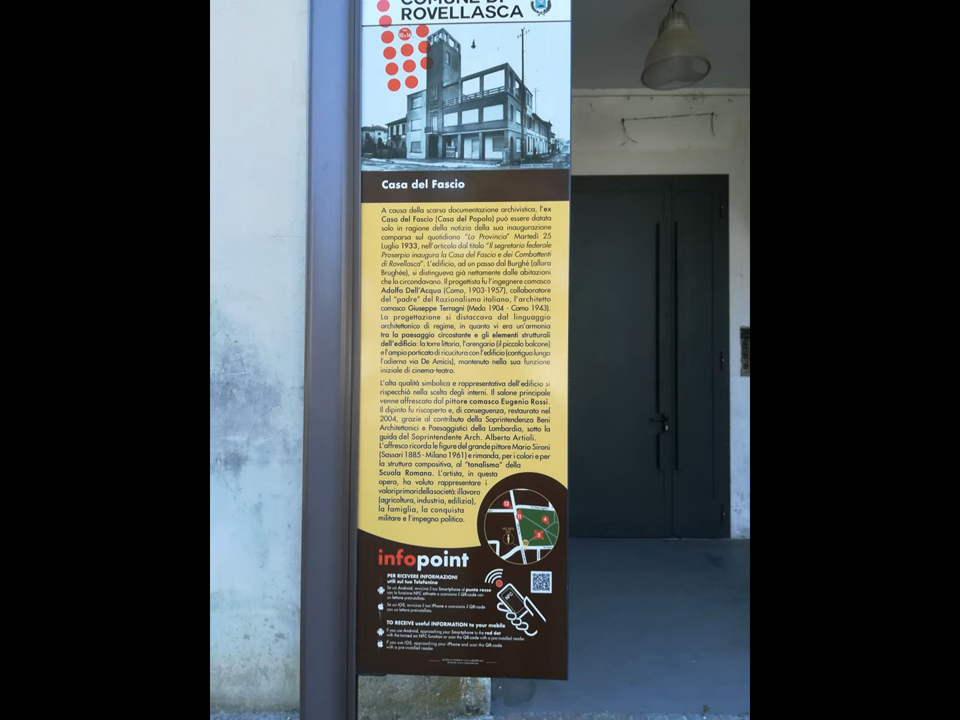 COMUNE DI
ROVELLASCA
Casa del Fascio
A causa della scarsa documentazione archivistica, l'ex
Casa del Fascio (Casa del Popolo) può essere datata
solo in ragione della notizia della sua inaugurazione
comparsa sul quotidiano "La Provincia" Martedì 25
Luglio 1933, nell'articolo dal titolo "Il segretario federale
Proserpio inaugura la Casa del Fascio e dei Combattenti
di Rovellasca". L'edificio, ad un passo dal Burghé (allora
Brughée), si distingueva già nettamente dalle abitazioni
che lo circondavano. Il progettista fu l'ingegnere comasco
Adolfo Dell'Acqua (Como, 1903-1957), collaboratore
del "padre" del Razionalismo italiano, l'architetto
comasco Giuseppe Terragni (Meda 1904 - Como 1943).
La progettazione si distaccava dal linguaggio
architettonico di regime, in quanto vi era un'armonia
tra la paesaggio circostante e gli elementi strutturali
dell'edificio: la torre littoria, l'arengario (il piccolo balcone)
e l'ampio porticato di ricucitura con l'edificio (contiguo lungo
l'odierna via De Amicis), mantenuto nella sua funzione
iniziale di cinema-teatro.
L'alta qualità simbolica e rappresentativa dell'edificio si
rispecchiò nella scelta degli interni. Il salone principale
venne affrescato dal pittore comasco Eugenio Rossi.
Il dipinto fu riscoperto e, di conseguenza, restaurato nel
2004, grazie al contributo della Soprintendenza Beni
Architettonici e Paesaggistici della Lombardia, sotto la
guida del Soprintendente Arch. Alberto Artioli.
L'affresco ricorda le figure del grande pittore Mario Sironi
(Sassari 1885 - Milano 1961) e rimanda, per i colori e per
la struttura compositiva, al "tonalismo" della
Scuola Romana. L'artista, in questa
opera, ha voluto rappresentare i
valori primari della società: il lavoro
(agricoltura, industria, edilizia),
la famiglia, la conquista
militare e l'impegno politico.
12
11
4
3
infopoint
PER RICEVERE INFORMAZIONI
utili sul tuo Telefonino
Se usi Android, avvicina il tuo Smartphone al punto rosso
con la funzione NFC attivata o scansiona il QR-code con
un lettore preinstallato.
Se usi iOS, avvicina il tuo iPhone e scansiona il QR-code
con un lettore preinstallato.
NFC
TO RECEIVE useful INFORMATION to your mobile
If you use Android, approaching your Smartphone to the red dot
with the turned on NFC function or scan the QR-code with a pre-installed reader.
If you use iOS, approaching your iPhone and scan the QR-code
with a pre-installed reader.